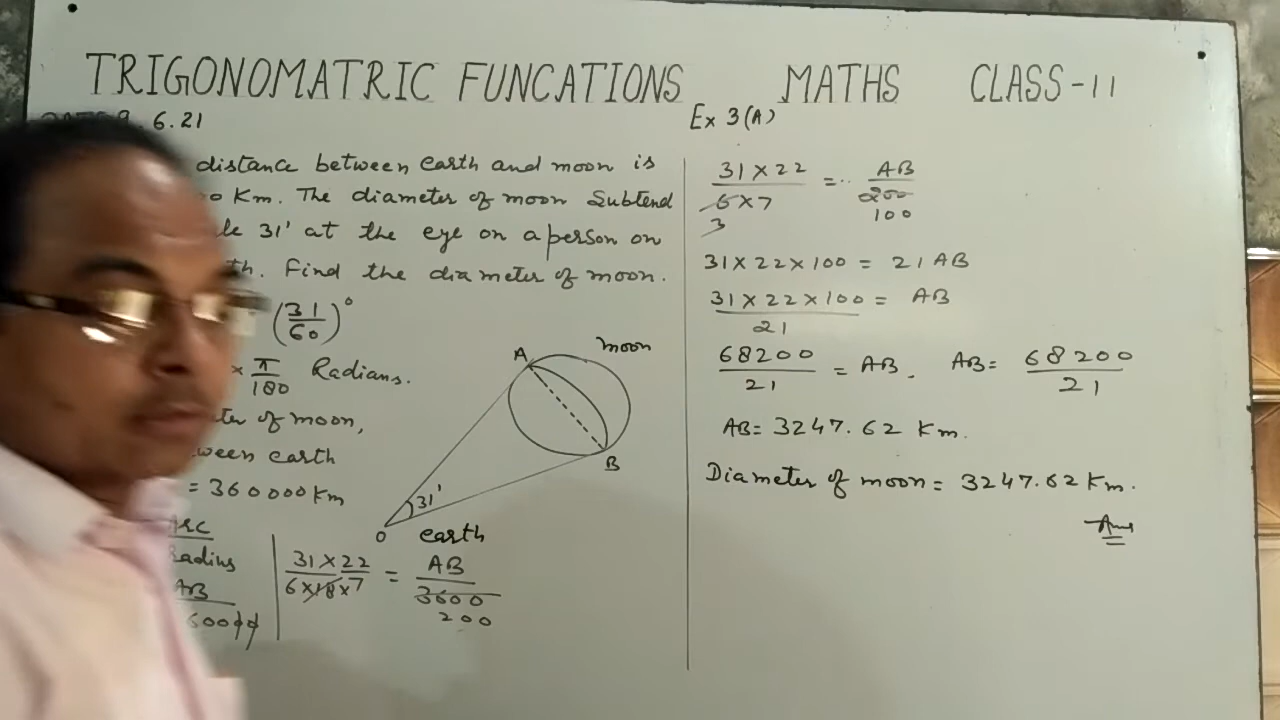 TRIGONOMATRIC FUNCATIONS MATHS CLASS-11
6.21
Ex 3(A)
distance between earth and moon is
Km. The diameter of moon Subtend
31' at the eye on a person on
Find the diameter of moon.
(31/60)°
× π/180 Radians.
of moon,
earth
= 360000 Km
Arc
Radius
AB
31×22 / 6×18×7 = AB / 3600
200
A
moon
B
31'
O
earth
31×22 / 6×7 = AB / 200
3 100
31×22×100 = 21 AB
31×22×100 / 21 = AB
68200 / 21 = AB. AB= 68200 / 21
AB= 3247.62 Km.
Diameter of moon = 3247.62 Km.
Ans